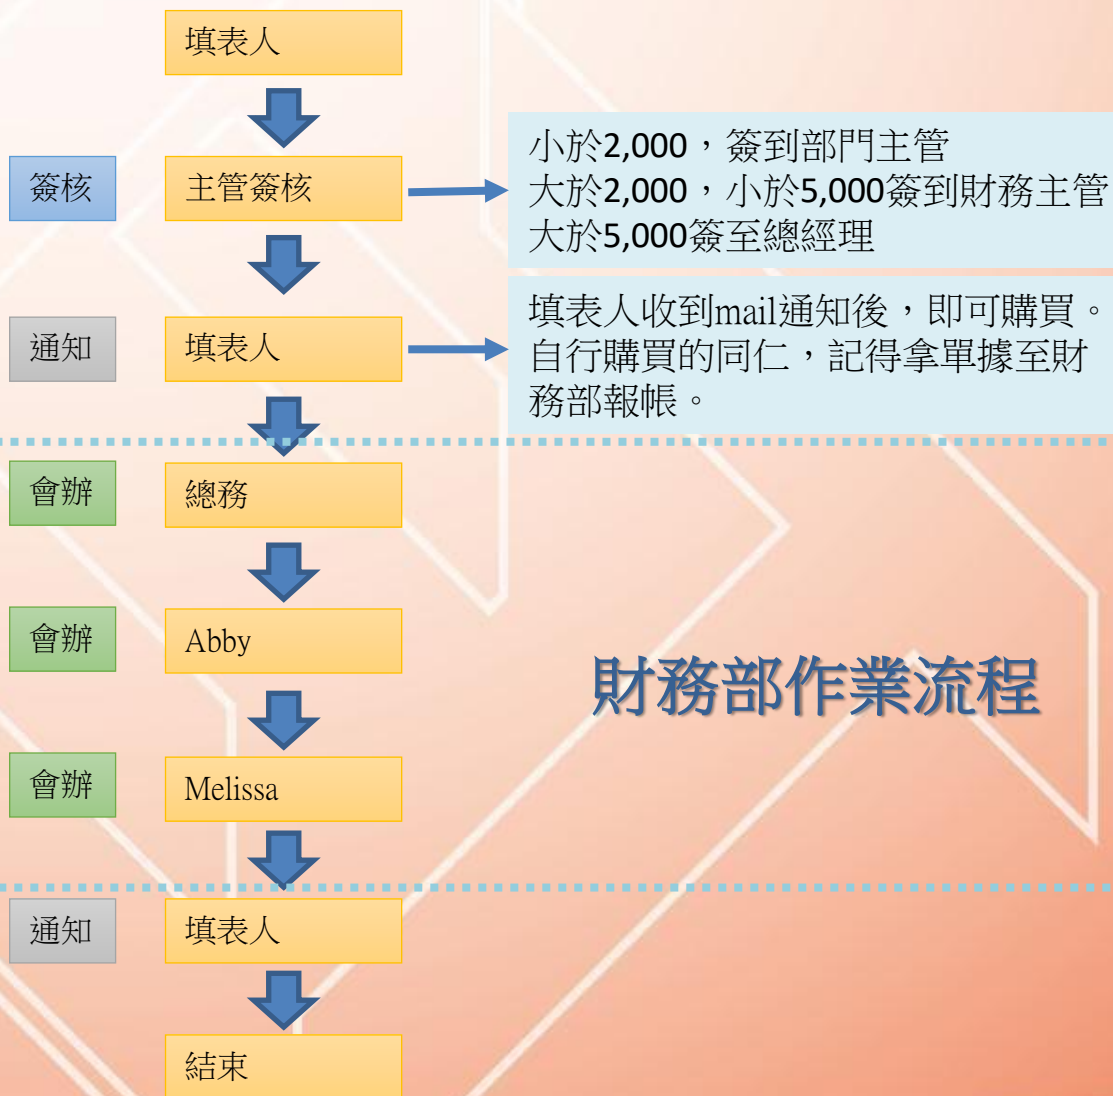 填表人
簽核
主管簽核
小於2,000，簽到部門主管
大於2,000，小於5,000簽到財務主管
大於5,000簽至總經理
通知
填表人
填表人收到mail通知後，即可購買。
自行購買的同仁，記得拿單據至財
務部報帳。
會辦
總務
會辦
Abby
財務部作業流程
會辦
Melissa
通知
填表人
結束